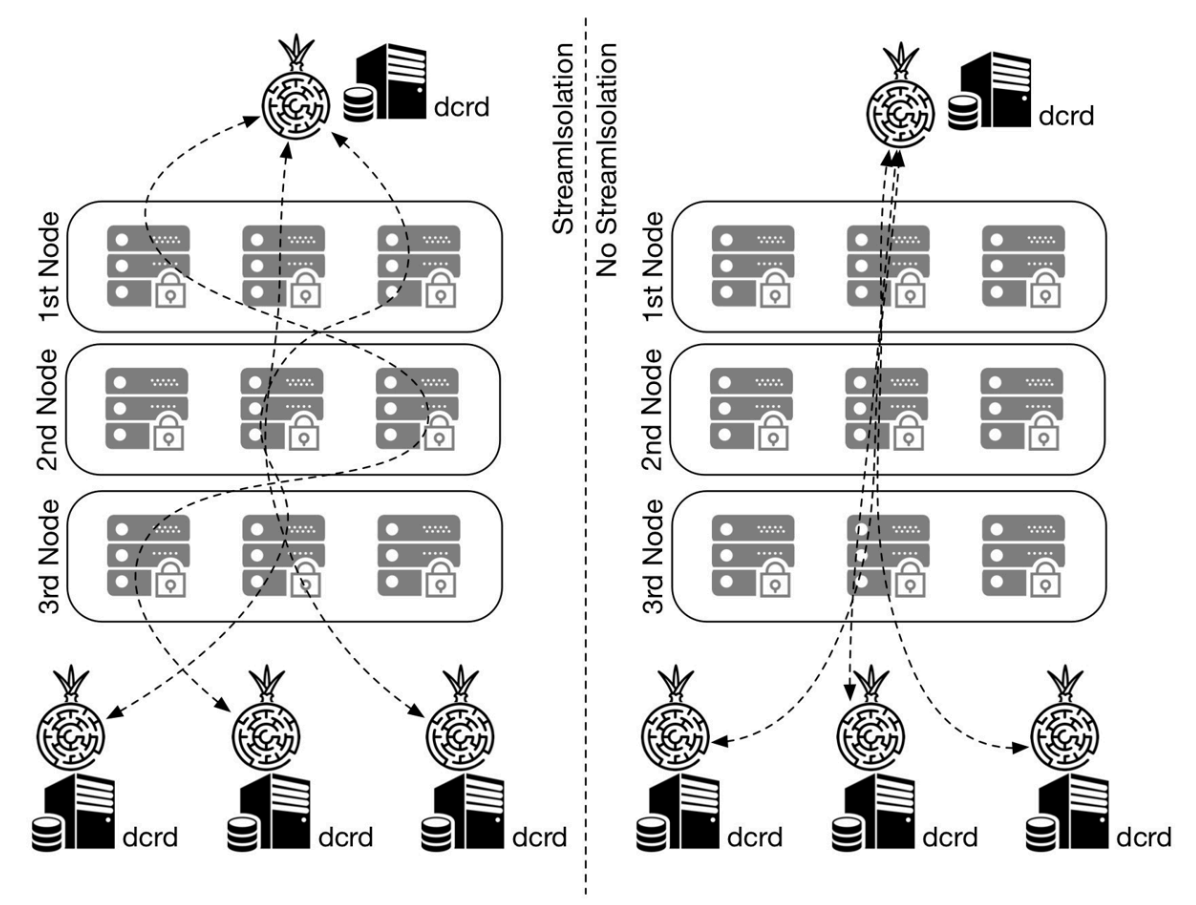 dcrd
StreamIsolation
1st Node
2nd Node
3rd Node
dcrd
dcrd
dcrd
No StreamIsolation
dcrd
1st Node
2nd Node
3rd Node
dcrd
dcrd
dcrd